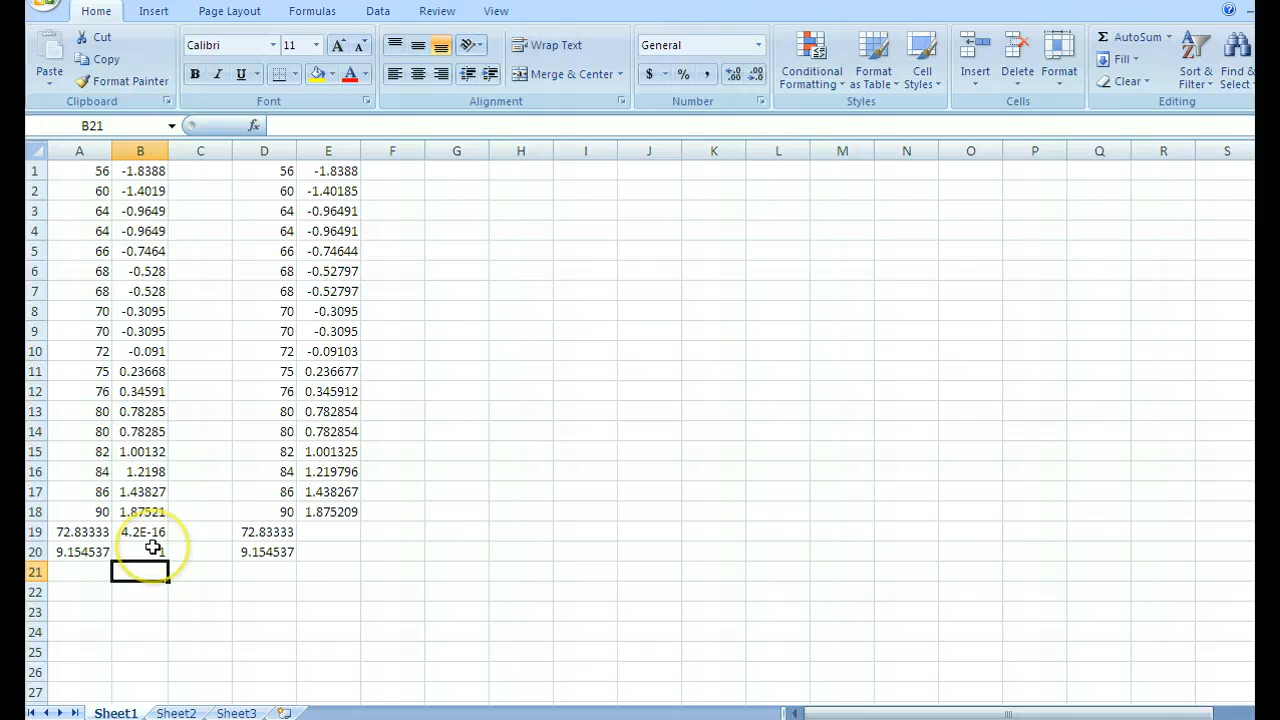 Home Insert Page Layout Formulas Data Review View
Cut
Copy
Format Painter
Paste
Clipboard
Calibri 11
B I U
Font
Wrap Text
Merge & Center
Alignment
General
$ % ,
Number
Conditional Formatting
Format as Table
Cell Styles
Styles
Insert Delete Format
Cells
AutoSum
Fill
Clear
Sort & Filter
Find & Select
Editing
B21 fx
A B C D E F G H I J K L M N O P Q R S
1 56 -1.8388 56 -1.8388
2 60 -1.4019 60 -1.40185
3 64 -0.9649 64 -0.96491
4 64 -0.9649 64 -0.96491
5 66 -0.7464 66 -0.74644
6 68 -0.528 68 -0.52797
7 68 -0.528 68 -0.52797
8 70 -0.3095 70 -0.3095
9 70 -0.3095 70 -0.3095
10 72 -0.091 72 -0.09103
11 75 0.23668 75 0.236677
12 76 0.34591 76 0.345912
13 80 0.78285 80 0.782854
14 80 0.78285 80 0.782854
15 82 1.00132 82 1.001325
16 84 1.2198 84 1.219796
17 86 1.43827 86 1.438267
18 90 1.87521 90 1.875209
19 72.83333 4.2E-16 72.83333
20 9.154537 1 9.154537
21
22
23
24
25
26
27
Sheet1 Sheet2 Sheet3